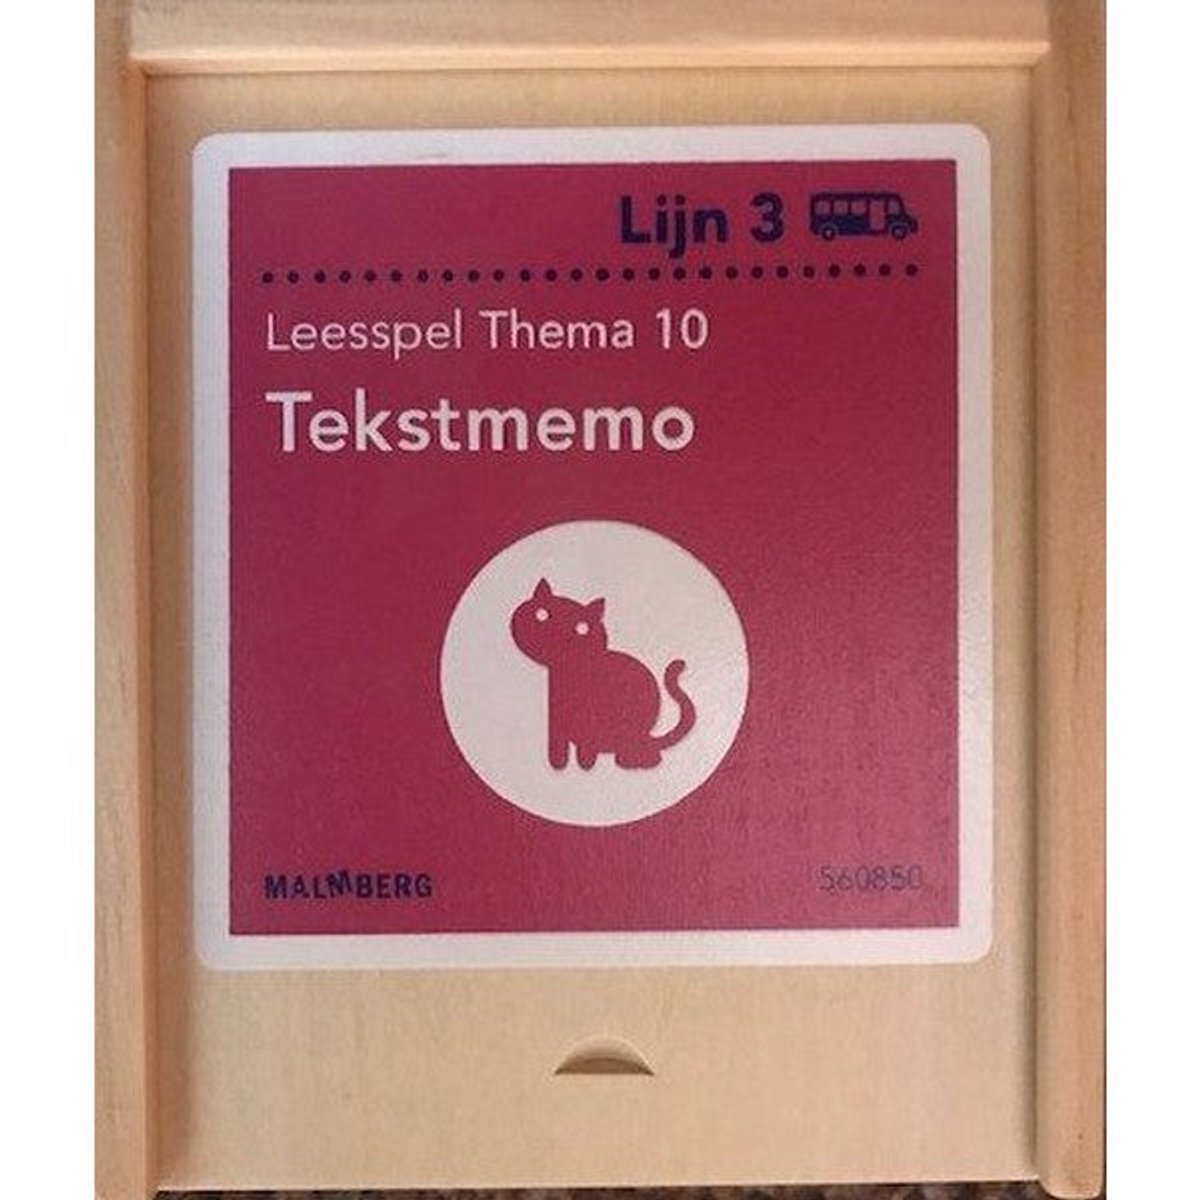 Lijn 3
Leesspel Thema 10
Tekstmemo
MALMBERG
560850